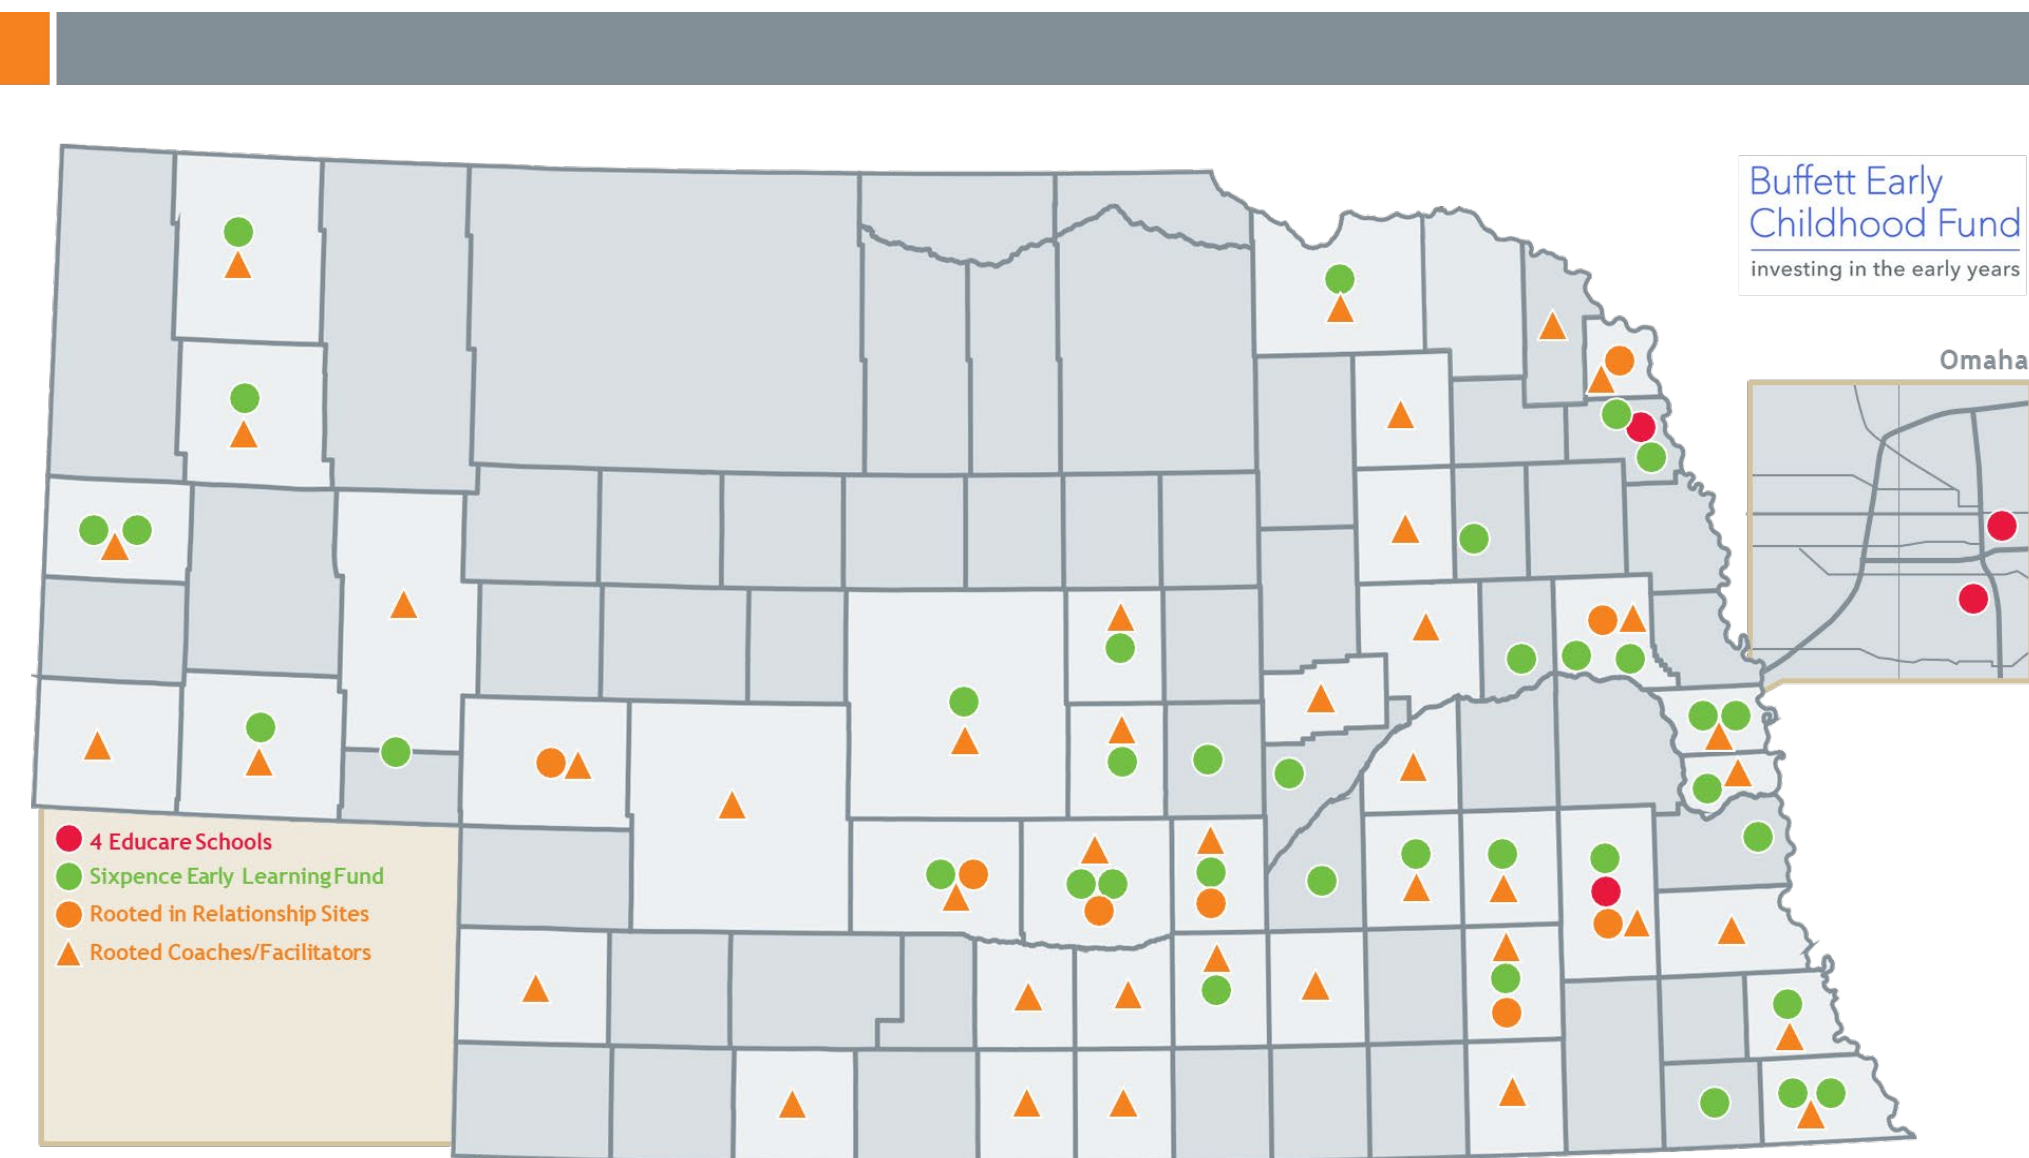 Buffett Early
Childhood Fund
investing in the early years
Omaha
4 Educare Schools
Sixpence Early Learning Fund
Rooted in Relationship Sites
Rooted Coaches/Facilitators